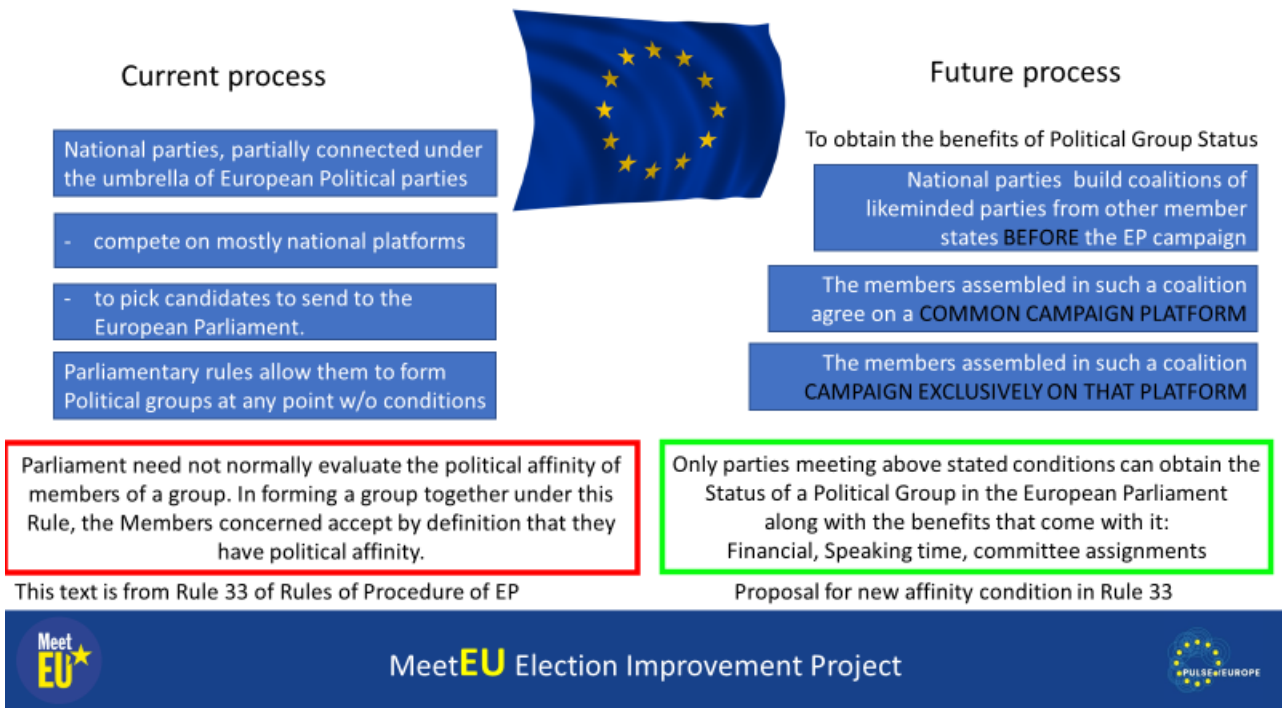 Current process
National parties, partially connected under
the umbrella of European Political parties
- compete on mostly national platforms
- to pick candidates to send to the
European Parliament.
Parliamentary rules allow them to form
Political groups at any point w/o conditions
Parliament need not normally evaluate the political affinity of
members of a group. In forming a group together under this
Rule, the Members concerned accept by definition that they
have political affinity.
This text is from Rule 33 of Rules of Procedure of EP
Future process
To obtain the benefits of Political Group Status
National parties build coalitions of
likeminded parties from other member
states BEFORE the EP campaign
The members assembled in such a coalition
agree on a COMMON CAMPAIGN PLATFORM
The members assembled in such a coalition
CAMPAIGN EXCLUSIVELY ON THAT PLATFORM
Only parties meeting above stated conditions can obtain the
Status of a Political Group in the European Parliament
along with the benefits that come with it:
Financial, Speaking time, committee assignments
Proposal for new affinity condition in Rule 33
Meet
EU
MeetEU Election Improvement Project
PULSE of EUROPE